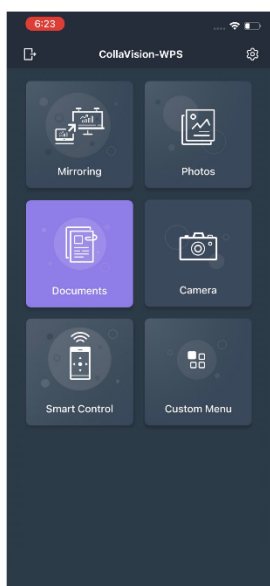 6:23
CollaVision-WPS
Mirroring
Photos
Documents
Camera
Smart Control
Custom Menu